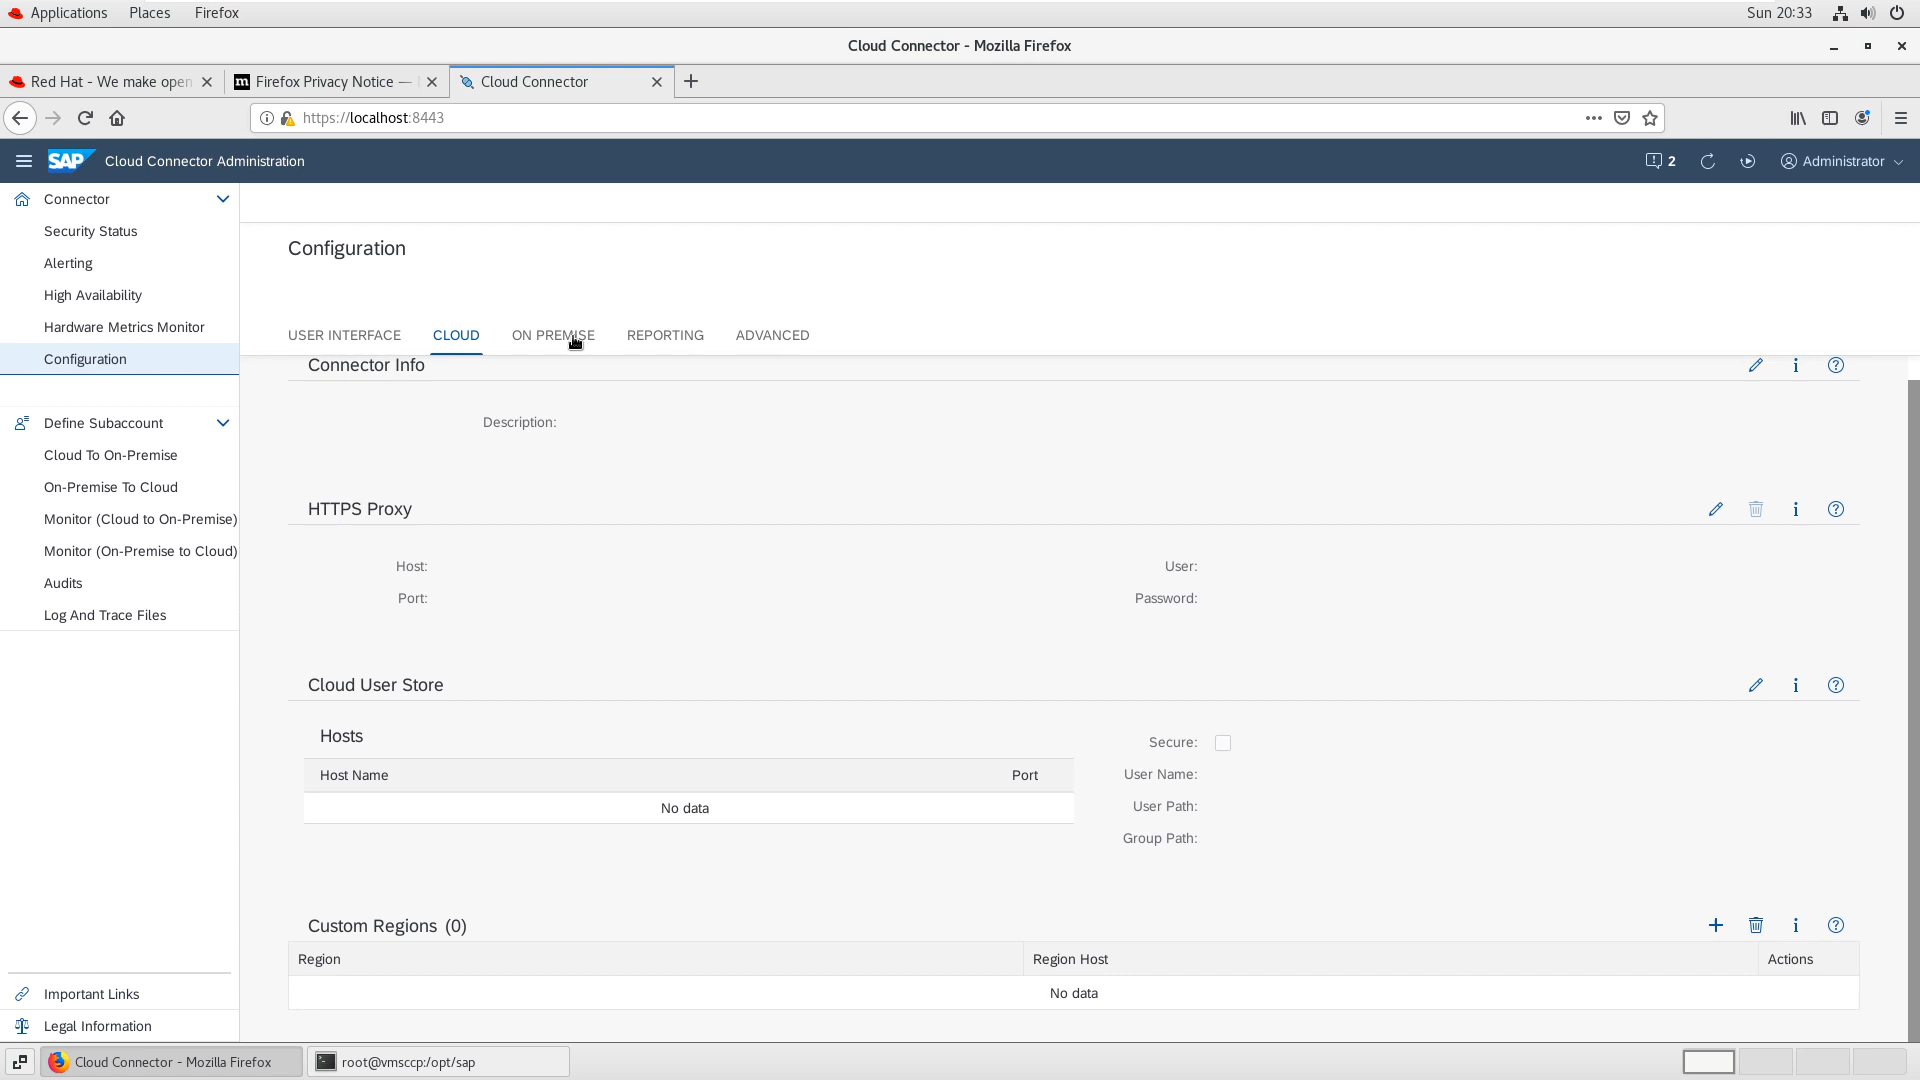 Applications Places Firefox Sun 20:33
Cloud Connector - Mozilla Firefox
Red Hat - We make open
Firefox Privacy Notice —
Cloud Connector
https://localhost:8443
SAP Cloud Connector Administration 2 Administrator
Connector
Security Status
Alerting
High Availability
Hardware Metrics Monitor
Configuration
Define Subaccount
Cloud To On-Premise
On-Premise To Cloud
Monitor (Cloud to On-Premise)
Monitor (On-Premise to Cloud)
Audits
Log And Trace Files
Important Links
Legal Information
Configuration
USER INTERFACE CLOUD ON PREMISE REPORTING ADVANCED
Connector Info
Description:
HTTPS Proxy
Host: User:
Port: Password:
Cloud User Store
Hosts
Host Name Port
No data
Secure:
User Name:
User Path:
Group Path:
Custom Regions (0)
Region Region Host Actions
No data
Cloud Connector - Mozilla Firefox root@vmsccp:/opt/sap